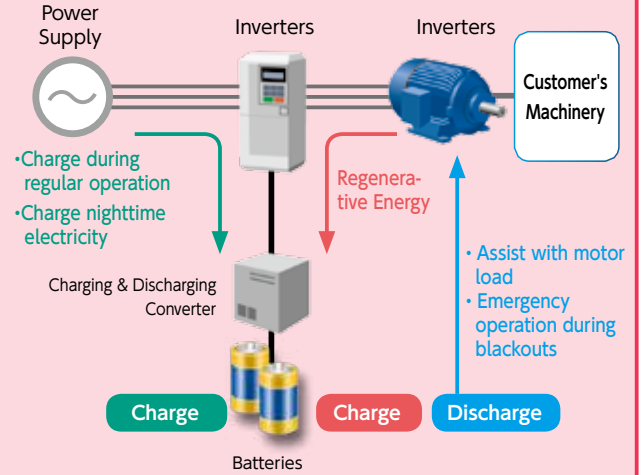 Power
Supply
Inverters
Inverters
Customer's
Machinery
・Charge during
regular operation
・Charge nighttime
electricity
Regenera-
tive Energy
・Assist with motor
load
・Emergency
operation during
blackouts
Charging & Discharging
Converter
Charge
Charge
Discharge
Batteries